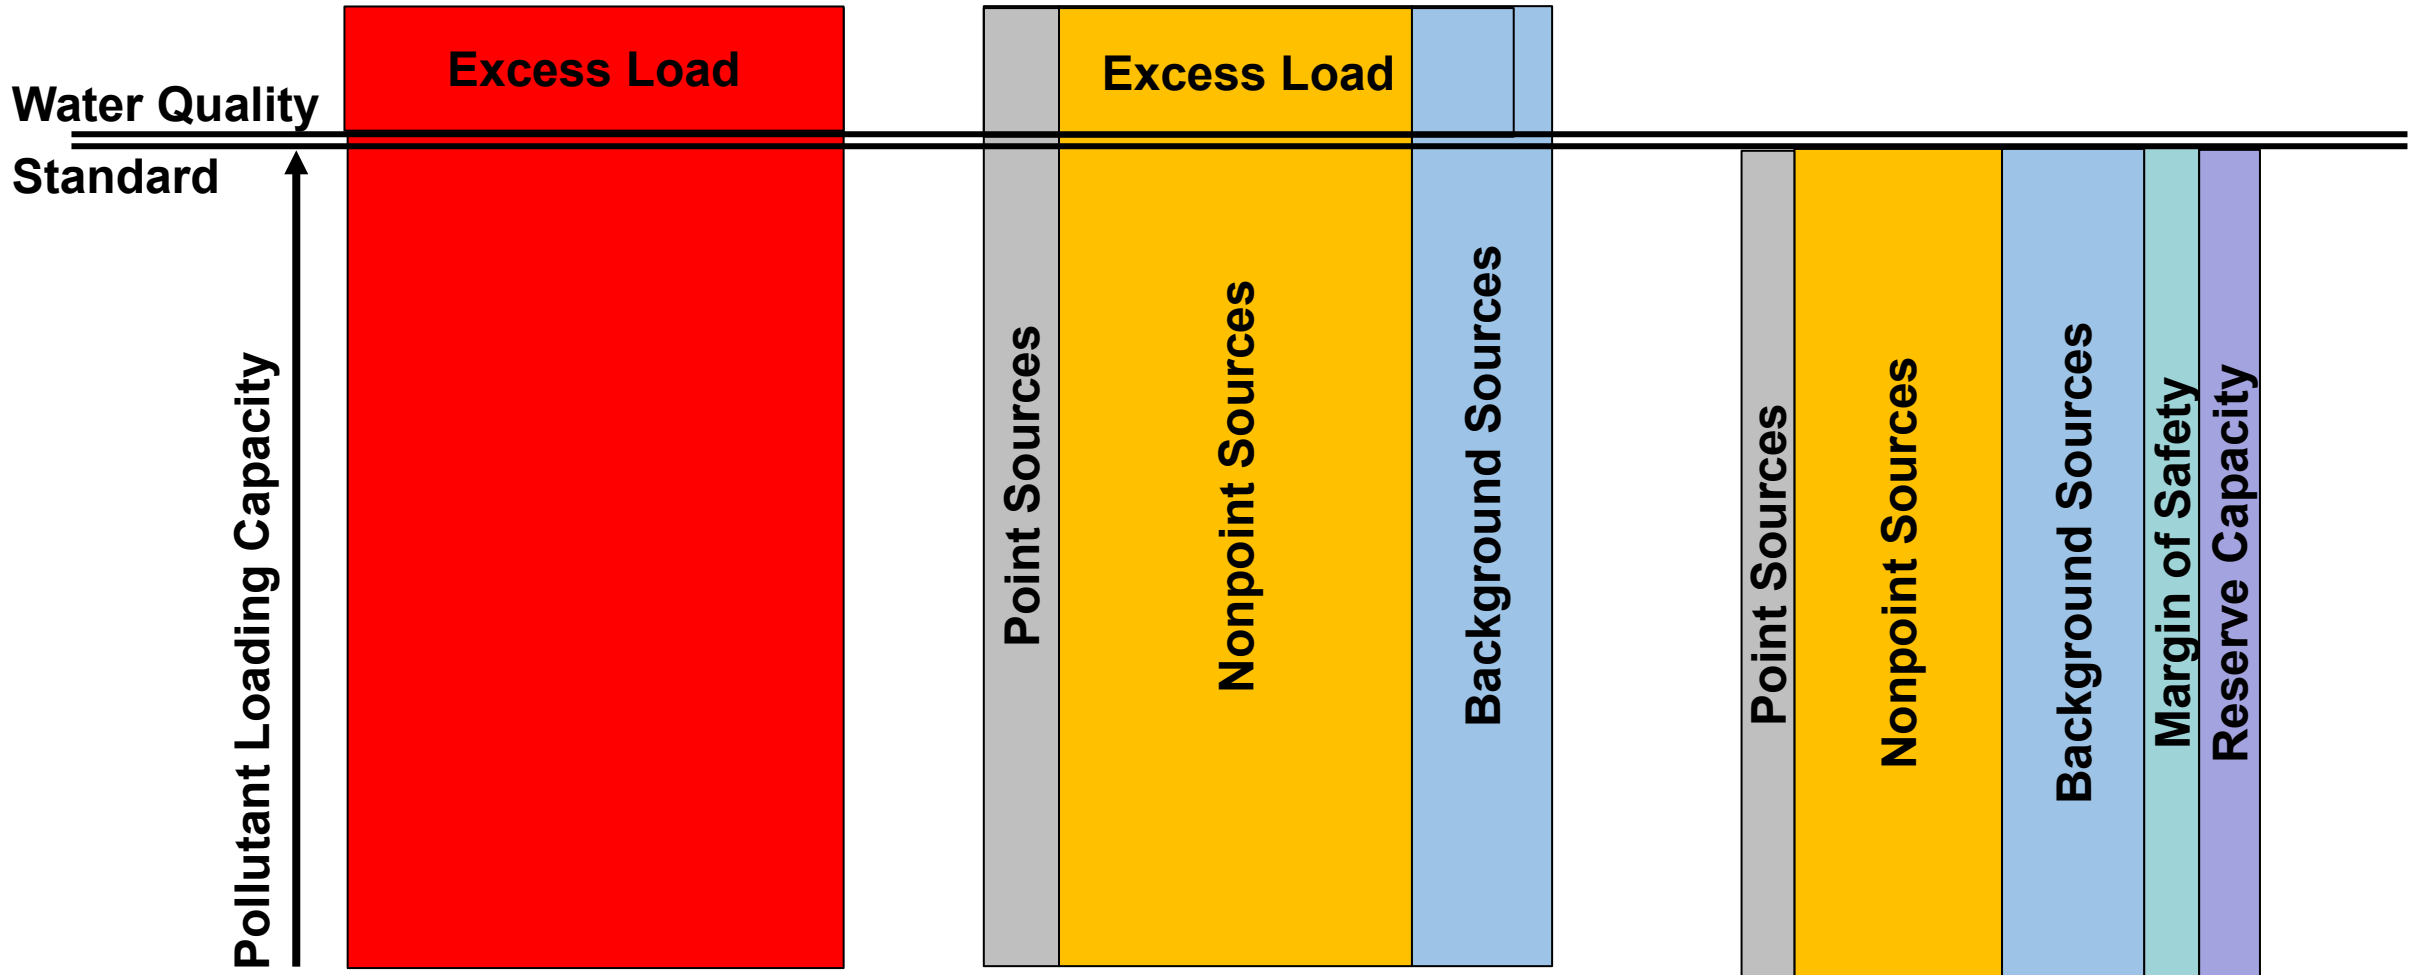 Water Quality
Standard
Pollutant Loading Capacity
Excess Load
Excess Load
Point Sources
Nonpoint Sources
Background Sources
Point Sources
Nonpoint Sources
Background Sources
Margin of Safety
Reserve Capacity